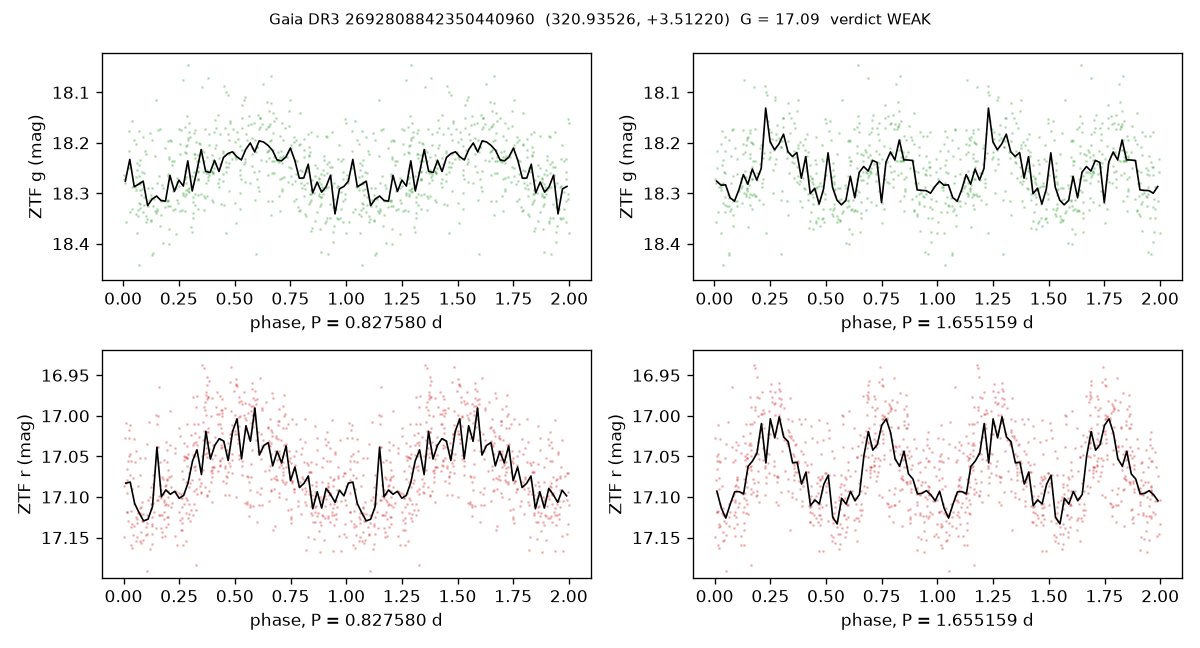 Gaia DR3 2692808842350440960 (320.93526, +3.51220) G = 17.09 verdict WEAK
ZTF g (mag)
18.1
18.2
18.3
18.4
0.00 0.25 0.50 0.75 1.00 1.25 1.50 1.75 2.00
phase, P = 0.827580 d
ZTF g (mag)
18.1
18.2
18.3
18.4
0.00 0.25 0.50 0.75 1.00 1.25 1.50 1.75 2.00
phase, P = 1.655159 d
ZTF r (mag)
16.95
17.00
17.05
17.10
17.15
0.00 0.25 0.50 0.75 1.00 1.25 1.50 1.75 2.00
phase, P = 0.827580 d
ZTF r (mag)
16.95
17.00
17.05
17.10
17.15
0.00 0.25 0.50 0.75 1.00 1.25 1.50 1.75 2.00
phase, P = 1.655159 d